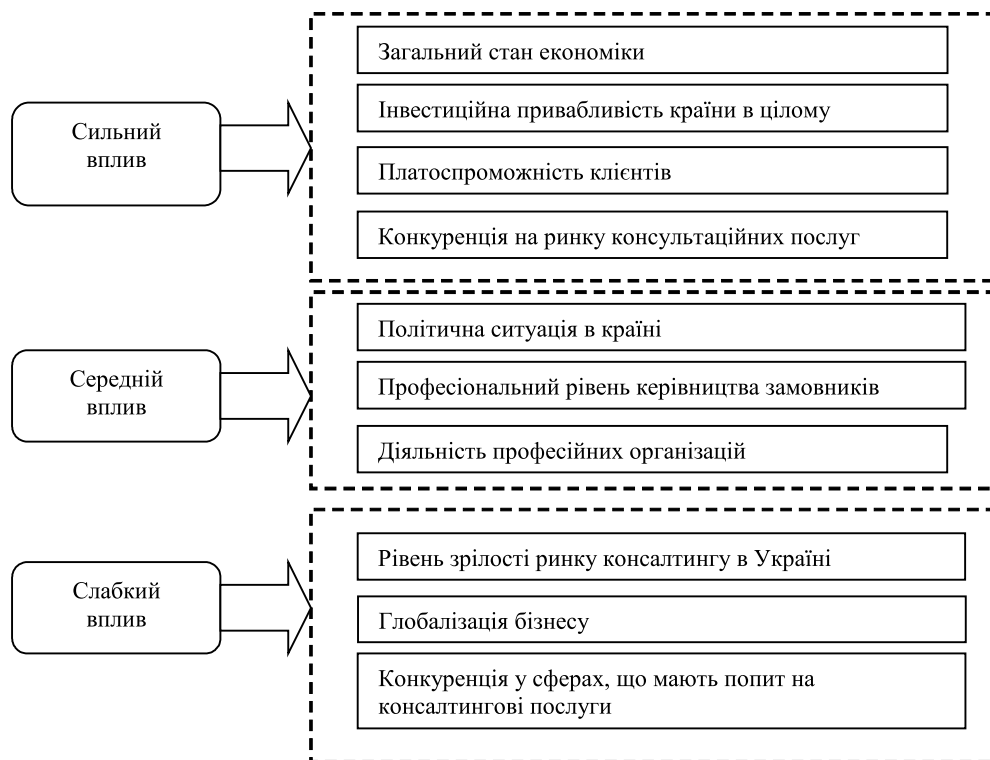 Сильний
вплив
Загальний стан економіки
Інвестиційна привабливість країни в цілому
Платоспроможність клієнтів
Конкуренція на ринку консультаційних послуг
Середній
вплив
Політична ситуація в країні
Професіональний рівень керівництва замовників
Діяльність професійних організацій
Слабкий
вплив
Рівень зрілості ринку консалтингу в Україні
Глобалізація бізнесу
Конкуренція у сферах, що мають попит на
консалтингові послуги